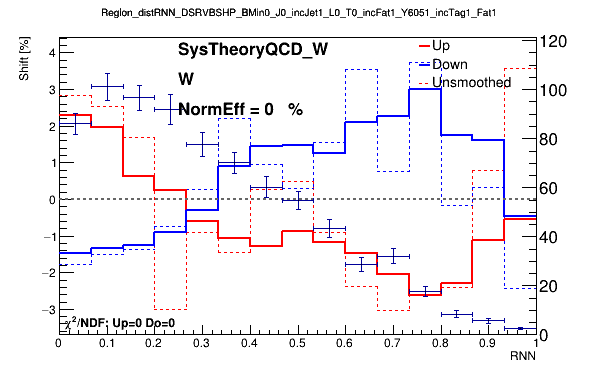 Region_distRNN_DSRVBSHP_BMin0_J0_incJet1_L0_T0_incFat1_Y6051_incTag1_Fat1
Shift [%]
SysTheoryQCD_W
W
NormEff = 0 %
Up
Down
Unsmoothed
4
3
2
1
0
−1
−2
−3
120
100
80
60
40
20
0
χ²/NDF: Up=0 Do=0
0 0.1 0.2 0.3 0.4 0.5 0.6 0.7 0.8 0.9 1
RNN